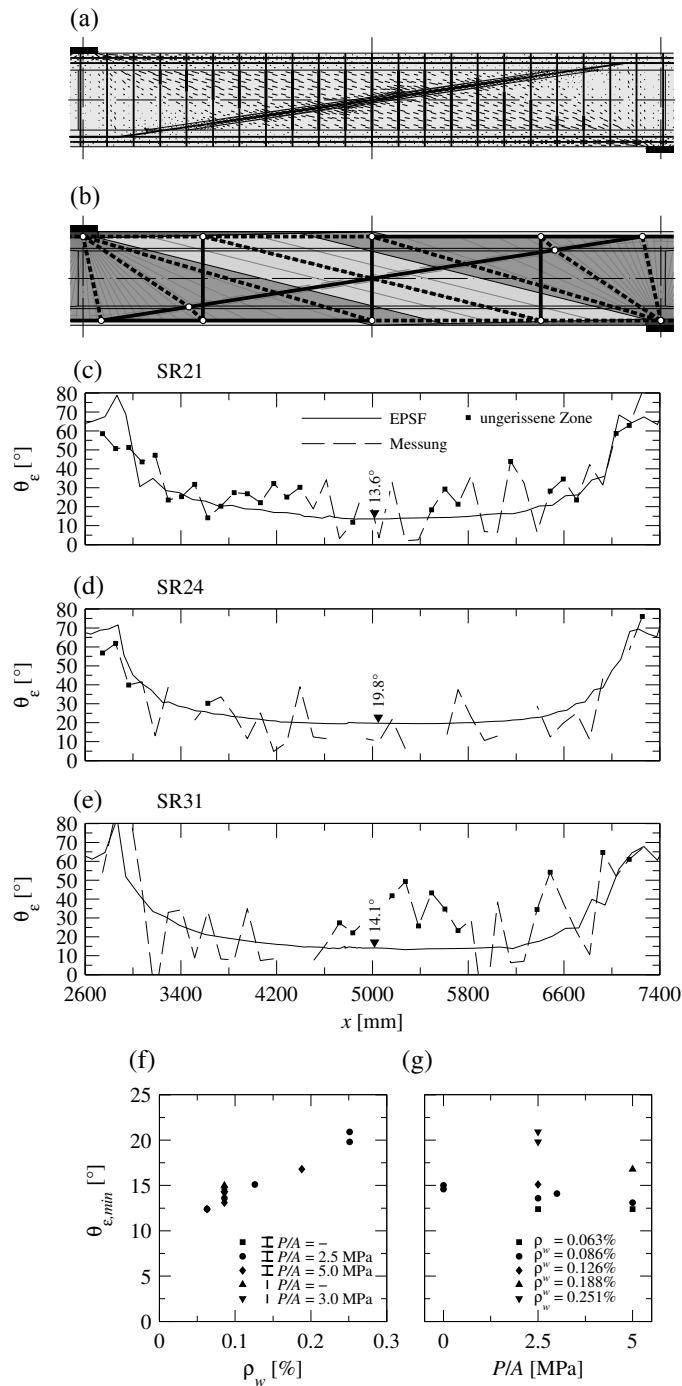 (a)
(b)
(c) SR21
80
70
60
50
40
30
20
10
0
θε [°]
EPSF
Messung
ungerissene Zone
13.6°
(d) SR24
80
70
60
50
40
30
20
10
0
θε [°]
19.8°
(e) SR31
80
70
60
50
40
30
20
10
0
θε [°]
14.1°
2600 3400 4200 5000 5800 6600 7400
x [mm]
(f) (g)
25
20
15
10
5
0
θε,min [°]
P/A = –
P/A = 2.5 MPa
P/A = 5.0 MPa
P/A = –
P/A = 3.0 MPa
0 0.1 0.2 0.3
ρw [%]
ρw = 0.063%
ρw = 0.086%
ρw = 0.126%
ρw = 0.188%
ρw = 0.251%
0 2.5 5
P/A [MPa]